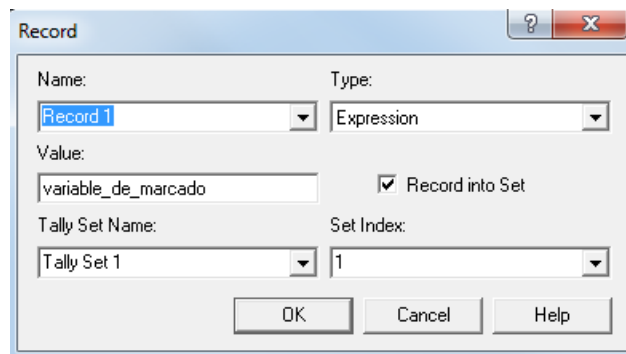 Record
Name: Type:
Record 1 Expression
Value:
variable_de_marcado Record into Set
Tally Set Name: Set Index:
Tally Set 1 1
OK Cancel Help